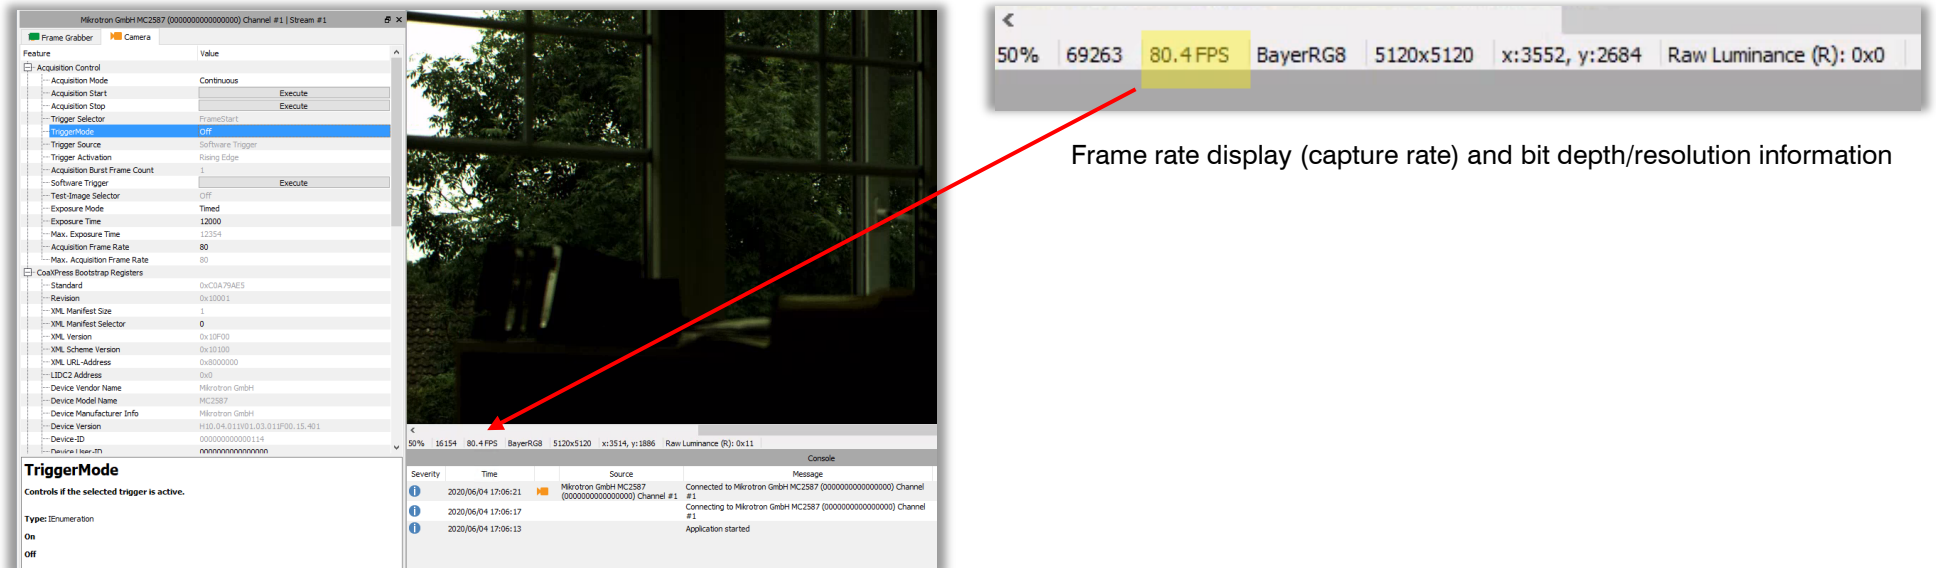 Mikrotron GmbH MC2587 (0000000000000000) Channel #1 | Stream #1
Frame Grabber Camera
Feature Value
Acquisition Control
Acquisition Mode Continuous
Acquisition Start Execute
Acquisition Stop Execute
Trigger Selector FrameStart
TriggerMode Off
Trigger Source Software Trigger
Trigger Activation Rising Edge
Acquisition Burst Frame Count 1
Software Trigger Execute
Test-Image Selector Off
Exposure Mode Timed
Exposure Time 12000
Max. Exposure Time 12354
Acquisition Frame Rate 80
Max. Acquisition Frame Rate 80
CoaXPress Bootstrap Registers
Standard 0xC0A79AE5
Revision 0x10001
XML Manifest Size 1
XML Manifest Selector 0
XML Version 0x10F00
XML Scheme Version 0x10100
XML URL-Address 0x8000000
LIDC2 Address 0x0
Device Vendor Name Mikrotron GmbH
Device Model Name MC2587
Device Manufacturer Info Mikrotron GmbH
Device Version H10.04.011V01.03.011F00.15.401
Device-ID 000000000000114
Device User-ID 0000000000000000
TriggerMode
Controls if the selected trigger is active.
Type: IEnumeration
On
Off
50% 16154 80.4 FPS BayerRG8 5120x5120 x:3514, y:1886 Raw Luminance (R): 0x11
Console
Severity Time Source Message
2020/06/04 17:06:21 Mikrotron GmbH MC2587 (0000000000000000) Channel #1 Connected to Mikrotron GmbH MC2587 (0000000000000000) Channel #1
2020/06/04 17:06:17 Connecting to Mikrotron GmbH MC2587 (0000000000000000) Channel #1
2020/06/04 17:06:13 Application started
50% 69263 80.4 FPS BayerRG8 5120x5120 x:3552, y:2684 Raw Luminance (R): 0x0
Frame rate display (capture rate) and bit depth/resolution information